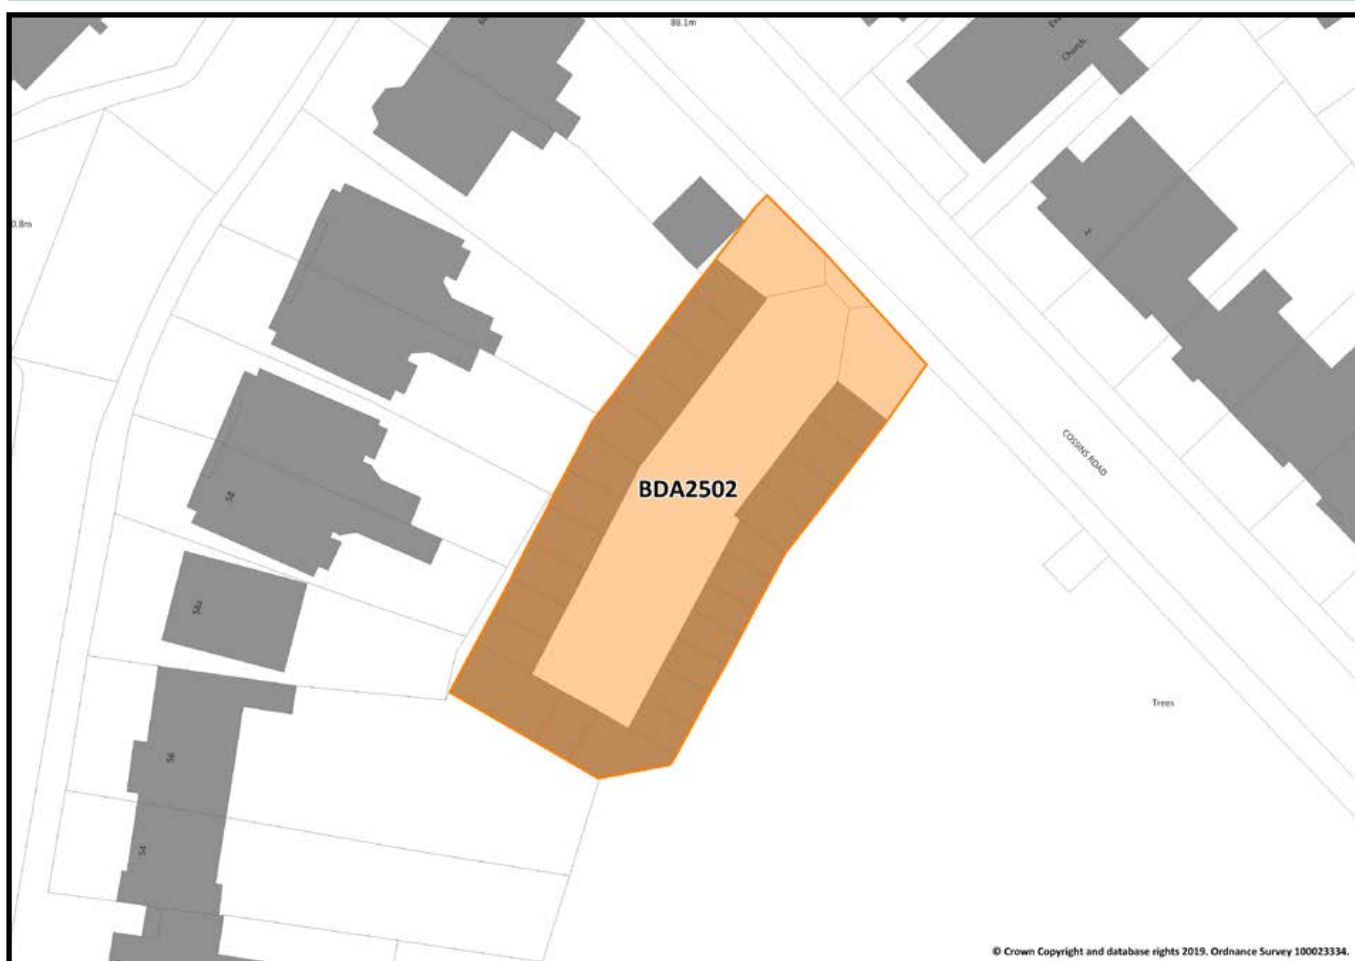 88.1m
Church
0.8m
2
BDA2502
COSSINS ROAD
58
58a
Trees
56
54
© Crown Copyright and database rights 2019. Ordnance Survey 100023334.